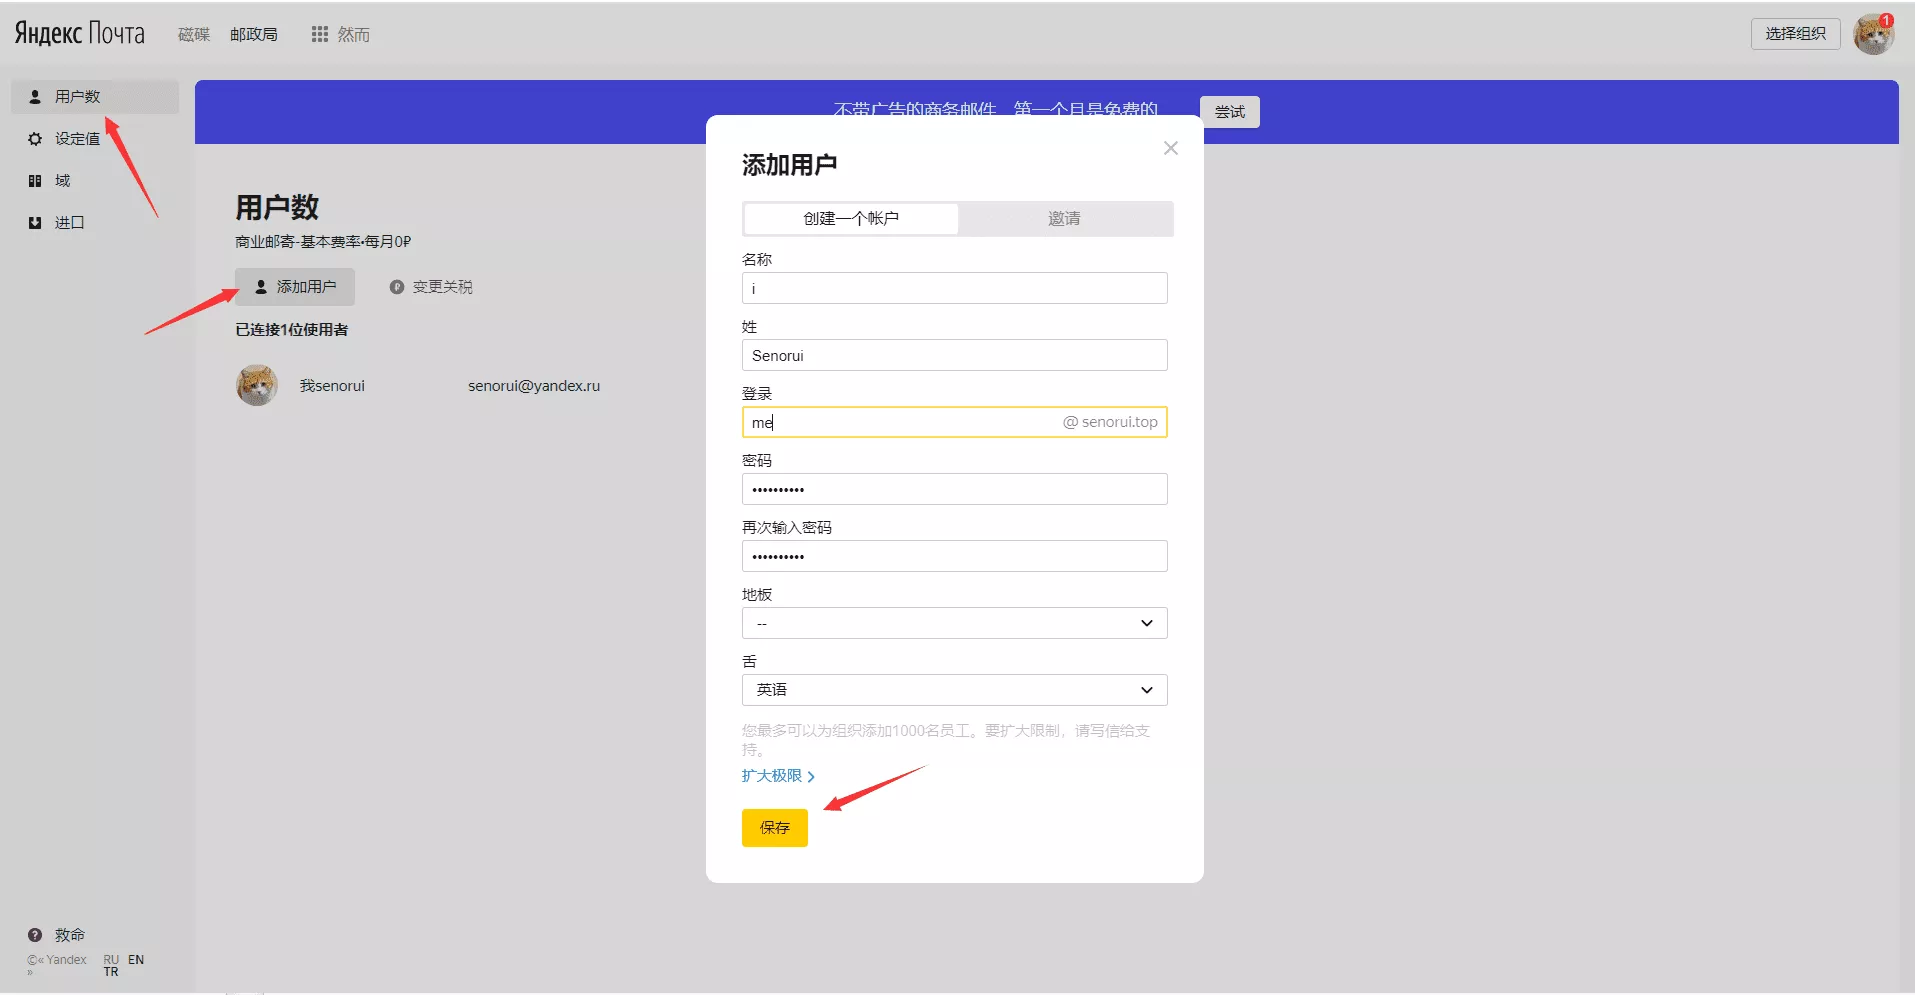 Яндекс Почта
磁碟
邮政局
然而
选择组织
1
用户数
设定值
域
进口
不带广告的商务邮件。第一个月是免费的
尝试
用户数
商业邮寄-基本费率•每月0₽
添加用户
变更关税
已连接1位使用者
我senorui
senorui@yandex.ru
添加用户
创建一个帐户
邀请
名称
i
姓
Senorui
登录
me
@ senorui.top
密码
••••••••••
再次输入密码
••••••••••
地板
--
舌
英语
您最多可以为组织添加1000名员工。要扩大限制，请写信给支
持。
扩大极限
保存
救命
©« Yandex
»
RU EN
TR